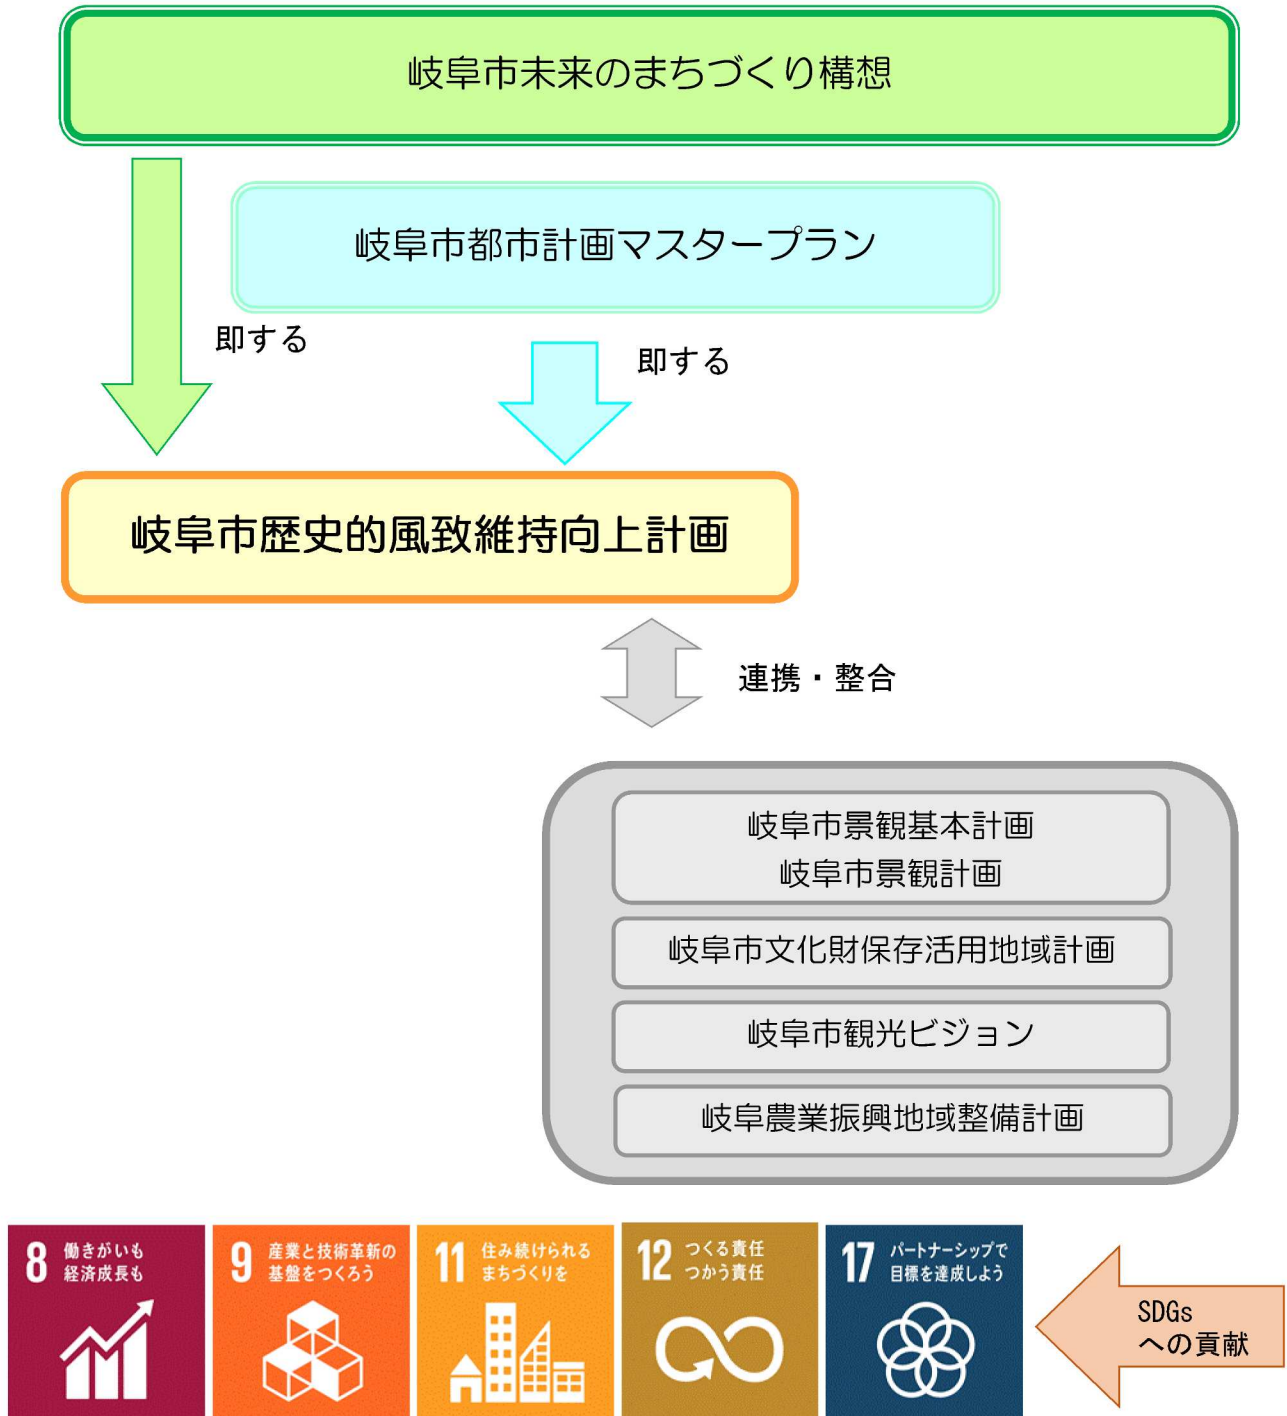 岐阜市未来のまちづくり構想
岐阜市都市計画マスタープラン
即する
即する
岐阜市歴史的風致維持向上計画
連携・整合
岐阜市景観基本計画
岐阜市景観計画
岐阜市文化財保存活用地域計画
岐阜市観光ビジョン
岐阜農業振興地域整備計画
8 働きがいも
経済成長も
9 産業と技術革新の
基盤をつくろう
11 住み続けられる
まちづくりを
12 つくる責任
つかう責任
17 パートナーシップで
目標を達成しよう
SDGs
への貢献